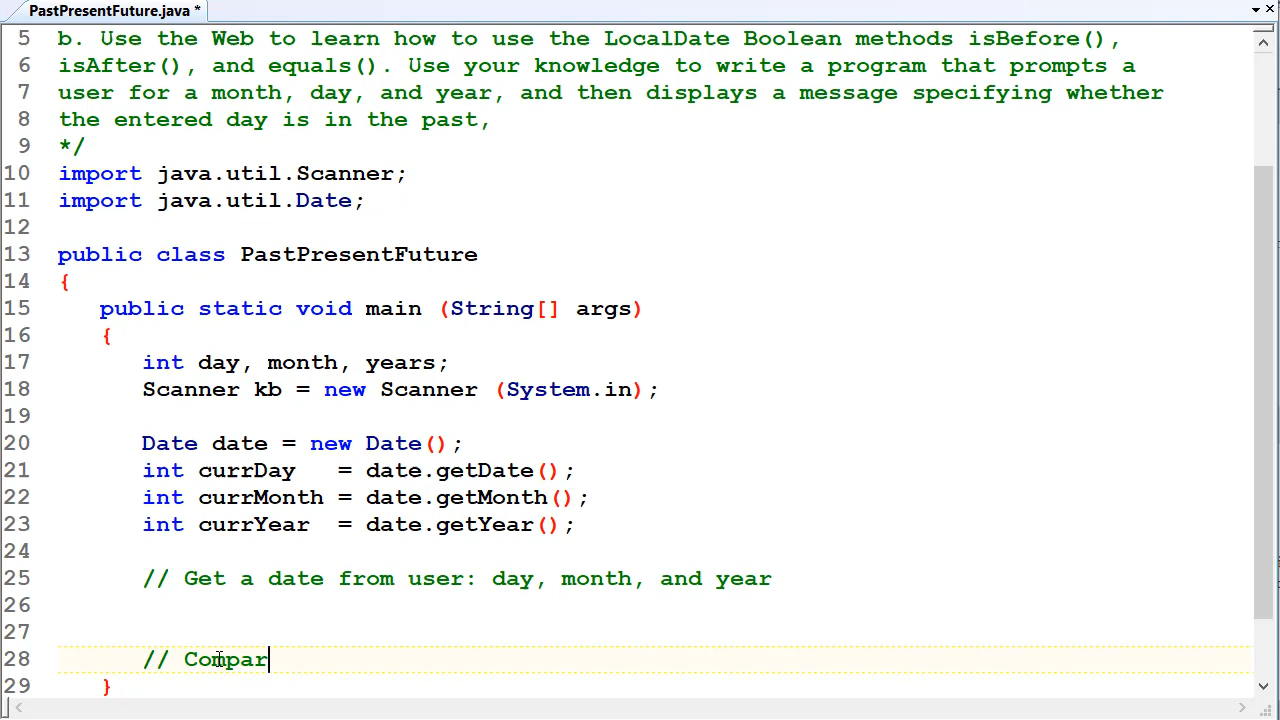 PastPresentFuture.java *
5 b. Use the Web to learn how to use the LocalDate Boolean methods isBefore(),
6 isAfter(), and equals(). Use your knowledge to write a program that prompts a
7 user for a month, day, and year, and then displays a message specifying whether
8 the entered day is in the past,
9 */
10 import java.util.Scanner;
11 import java.util.Date;
12
13 public class PastPresentFuture
14 {
15 public static void main (String[] args)
16 {
17 int day, month, years;
18 Scanner kb = new Scanner (System.in);
19
20 Date date = new Date();
21 int currDay   = date.getDate();
22 int currMonth = date.getMonth();
23 int currYear  = date.getYear();
24
25 // Get a date from user: day, month, and year
26
27
28 // Compar
29 }